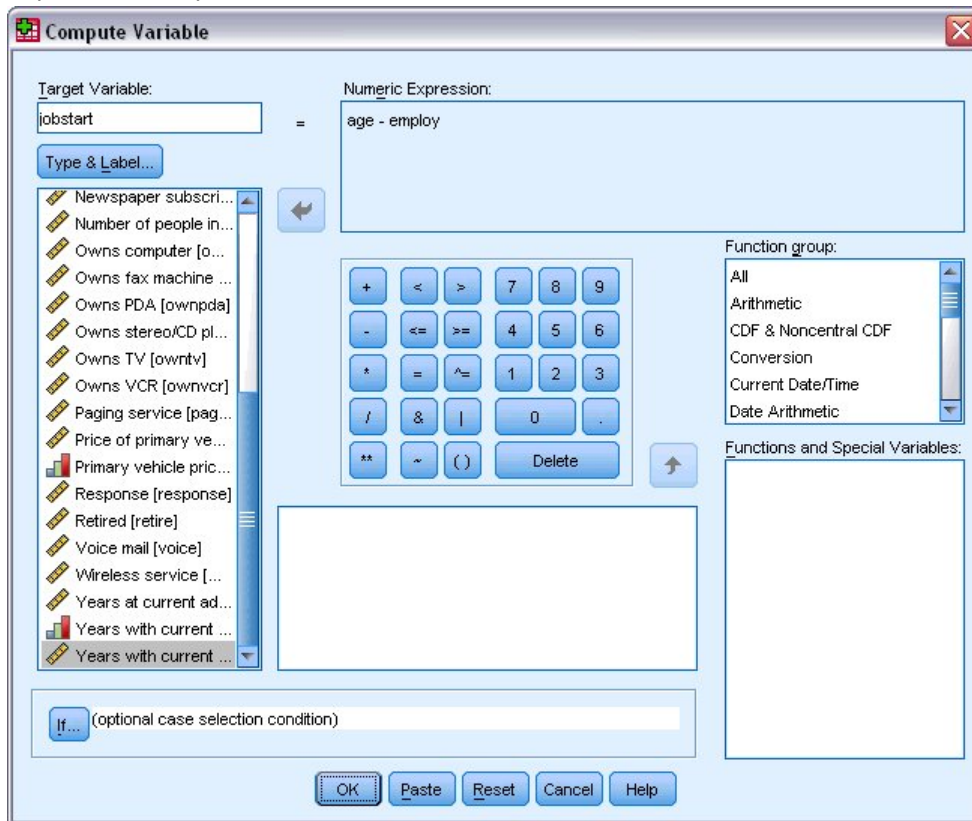 Compute Variable
Target Variable:
jobstart
=
Numeric Expression:
age - employ
Type & Label...
Newspaper subscri...
Number of people in...
Owns computer [o...
Owns fax machine ...
Owns PDA [ownpda]
Owns stereo/CD pl...
Owns TV [owntv]
Owns VCR [ownvcr]
Paging service [pag...
Price of primary ve...
Primary vehicle pric...
Response [response]
Retired [retire]
Voice mail [voice]
Wireless service [...
Years at current ad...
Years with current ...
Years with current ...
+ < > 7 8 9
- <= >= 4 5 6
* = ^= 1 2 3
/ & | 0 .
** ~ ( ) Delete
Function group:
All
Arithmetic
CDF & Noncentral CDF
Conversion
Current Date/Time
Date Arithmetic
Functions and Special Variables:
If... (optional case selection condition)
OK Paste Reset Cancel Help